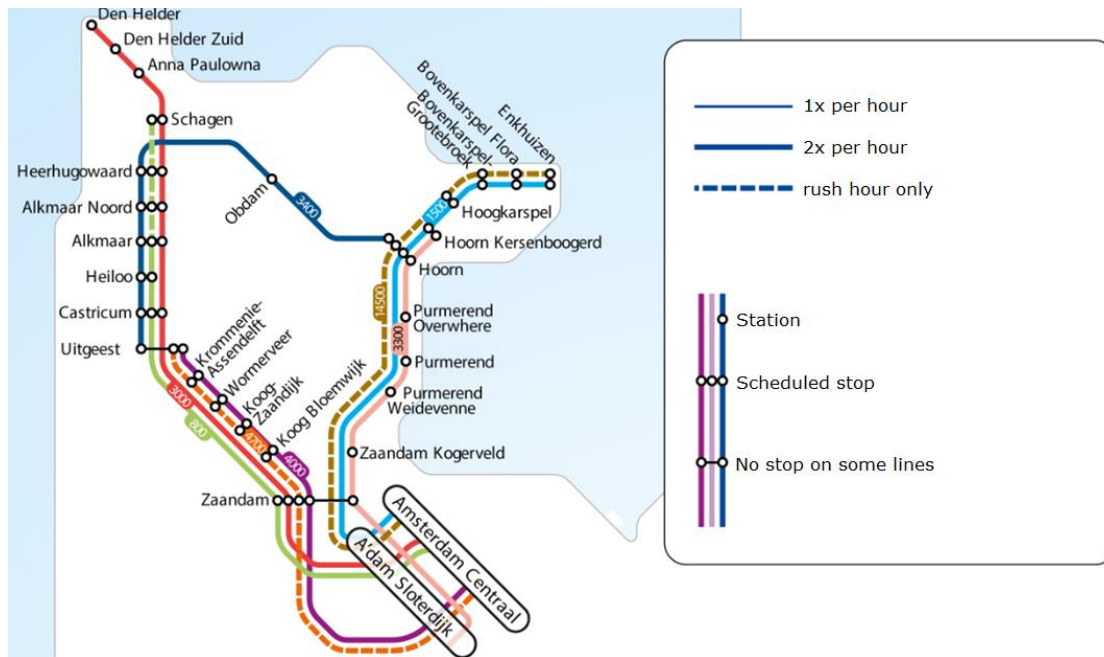 Den Helder
Den Helder Zuid
Anna Paulowna
Schagen
Heerhugowaard
Alkmaar Noord
Alkmaar
Heiloo
Castricum
Uitgeest
Krommenie-
Assendelft
Wormerveer
Koog-
Zaandijk
Koog Bloemwijk
3000
800
4700
4000
Zaandam
Obdam
3400
Bovenkarspel-
Grootebroek
Bovenkarspel Flora
Enkhuizen
1500
Hoogkarspel
Hoorn Kersenboogerd
Hoorn
14500
3300
Purmerend
Overwhere
Purmerend
Purmerend
Weidevenne
Zaandam Kogerveld
Amsterdam Centraal
A'dam Sloterdijk
1x per hour
2x per hour
rush hour only
Station
Scheduled stop
No stop on some lines